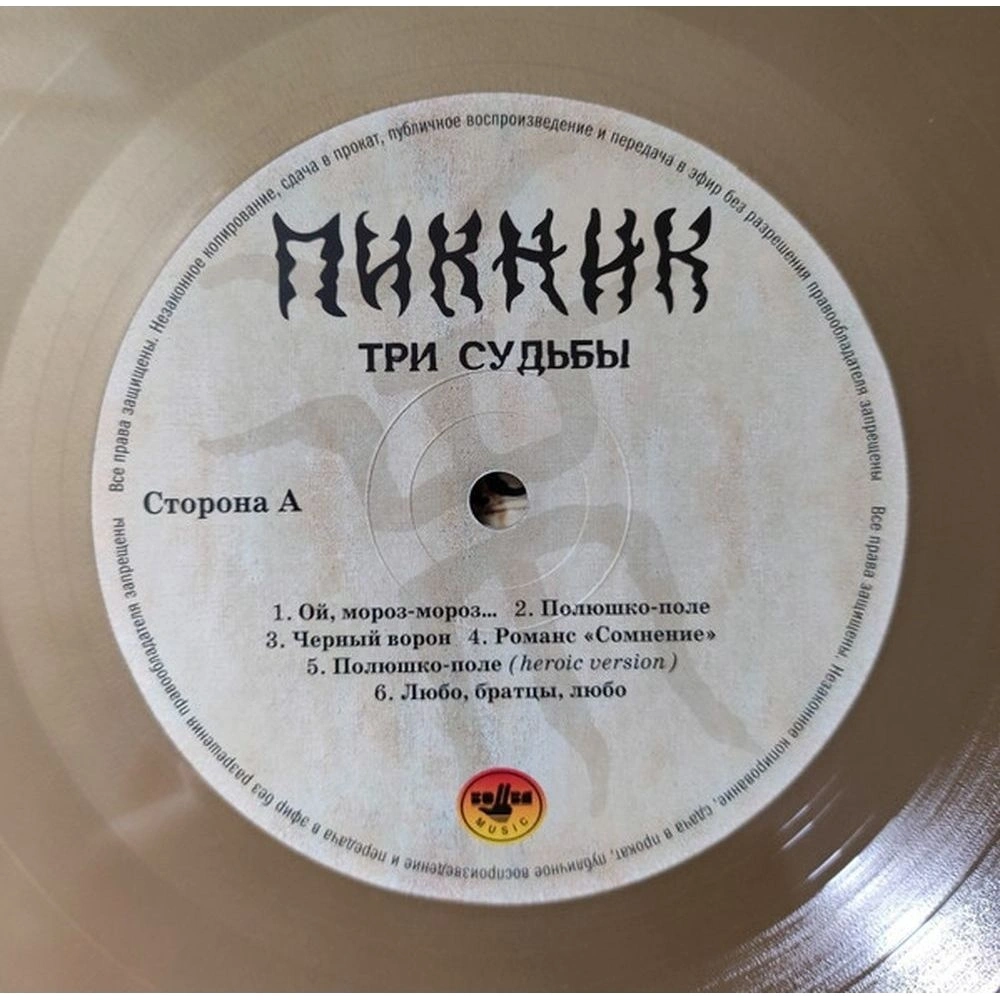 Все права защищены. Незаконное копирование, сдача в прокат, публичное воспроизведение и передача в эфир без разрешения правообладателя запрещены
ПИКНИК
ТРИ СУДЬБЫ
Сторона А
1. Ой, мороз-мороз... 2. Полюшко-поле
3. Черный ворон 4. Романс «Сомнение»
5. Полюшко-поле (heroic version)
6. Любо, братцы, любо
MUSIC
Все права защищены. Незаконное копирование, сдача в прокат, публичное воспроизведение и передача в эфир без разрешения правообладателя запрещены